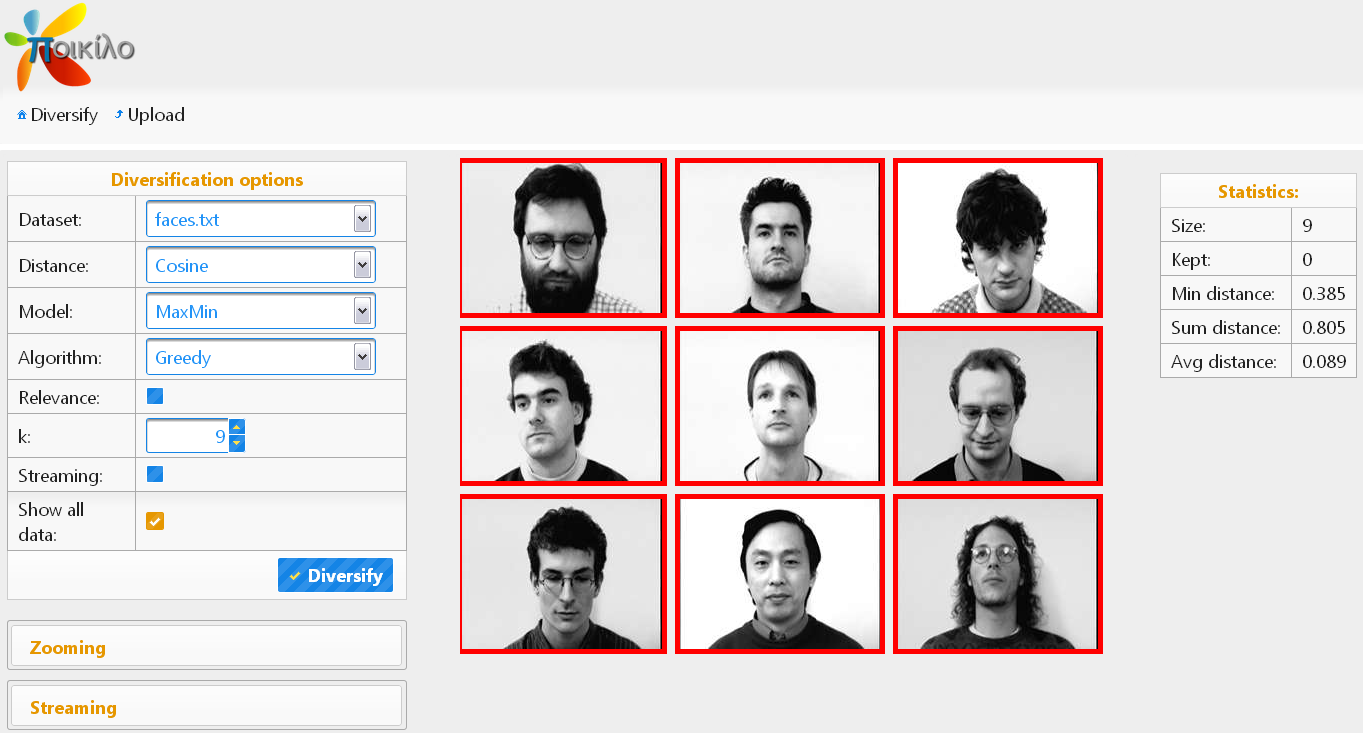 ποικίλο
Diversify Upload
Diversification options
Dataset: faces.txt
Distance: Cosine
Model: MaxMin
Algorithm: Greedy
Relevance:
k: 9
Streaming:
Show all
data:
Diversify
Zooming
Streaming
Statistics:
Size: 9
Kept: 0
Min distance: 0.385
Sum distance: 0.805
Avg distance: 0.089